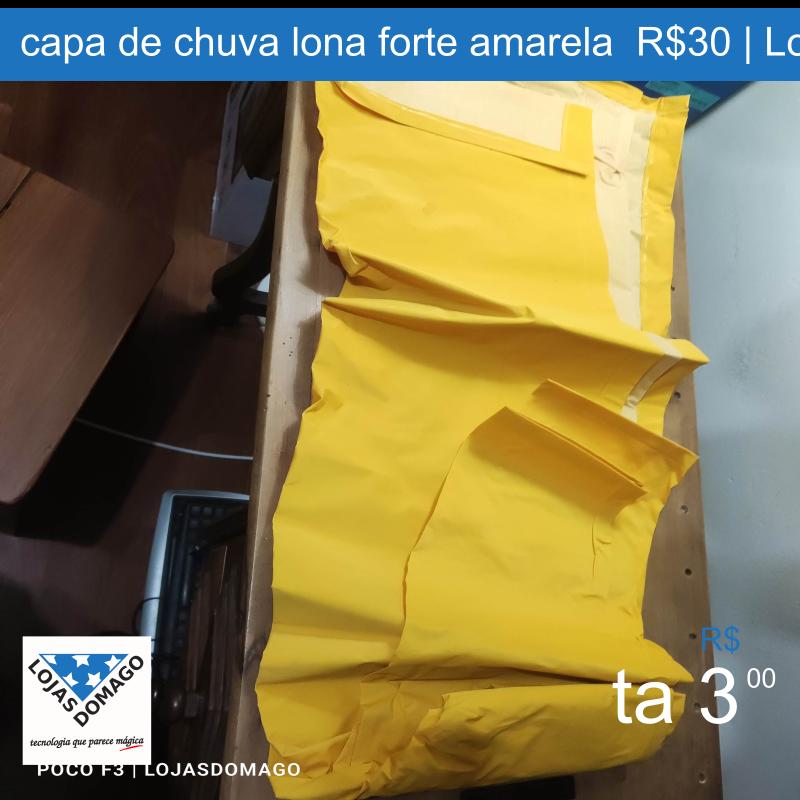 capa de chuva lona forte amarela R$30 | Lo
R$
ta 3 00
LOJAS DOMAGO
tecnologia que parece mágica
POCO F3 | LOJASDOMAGO